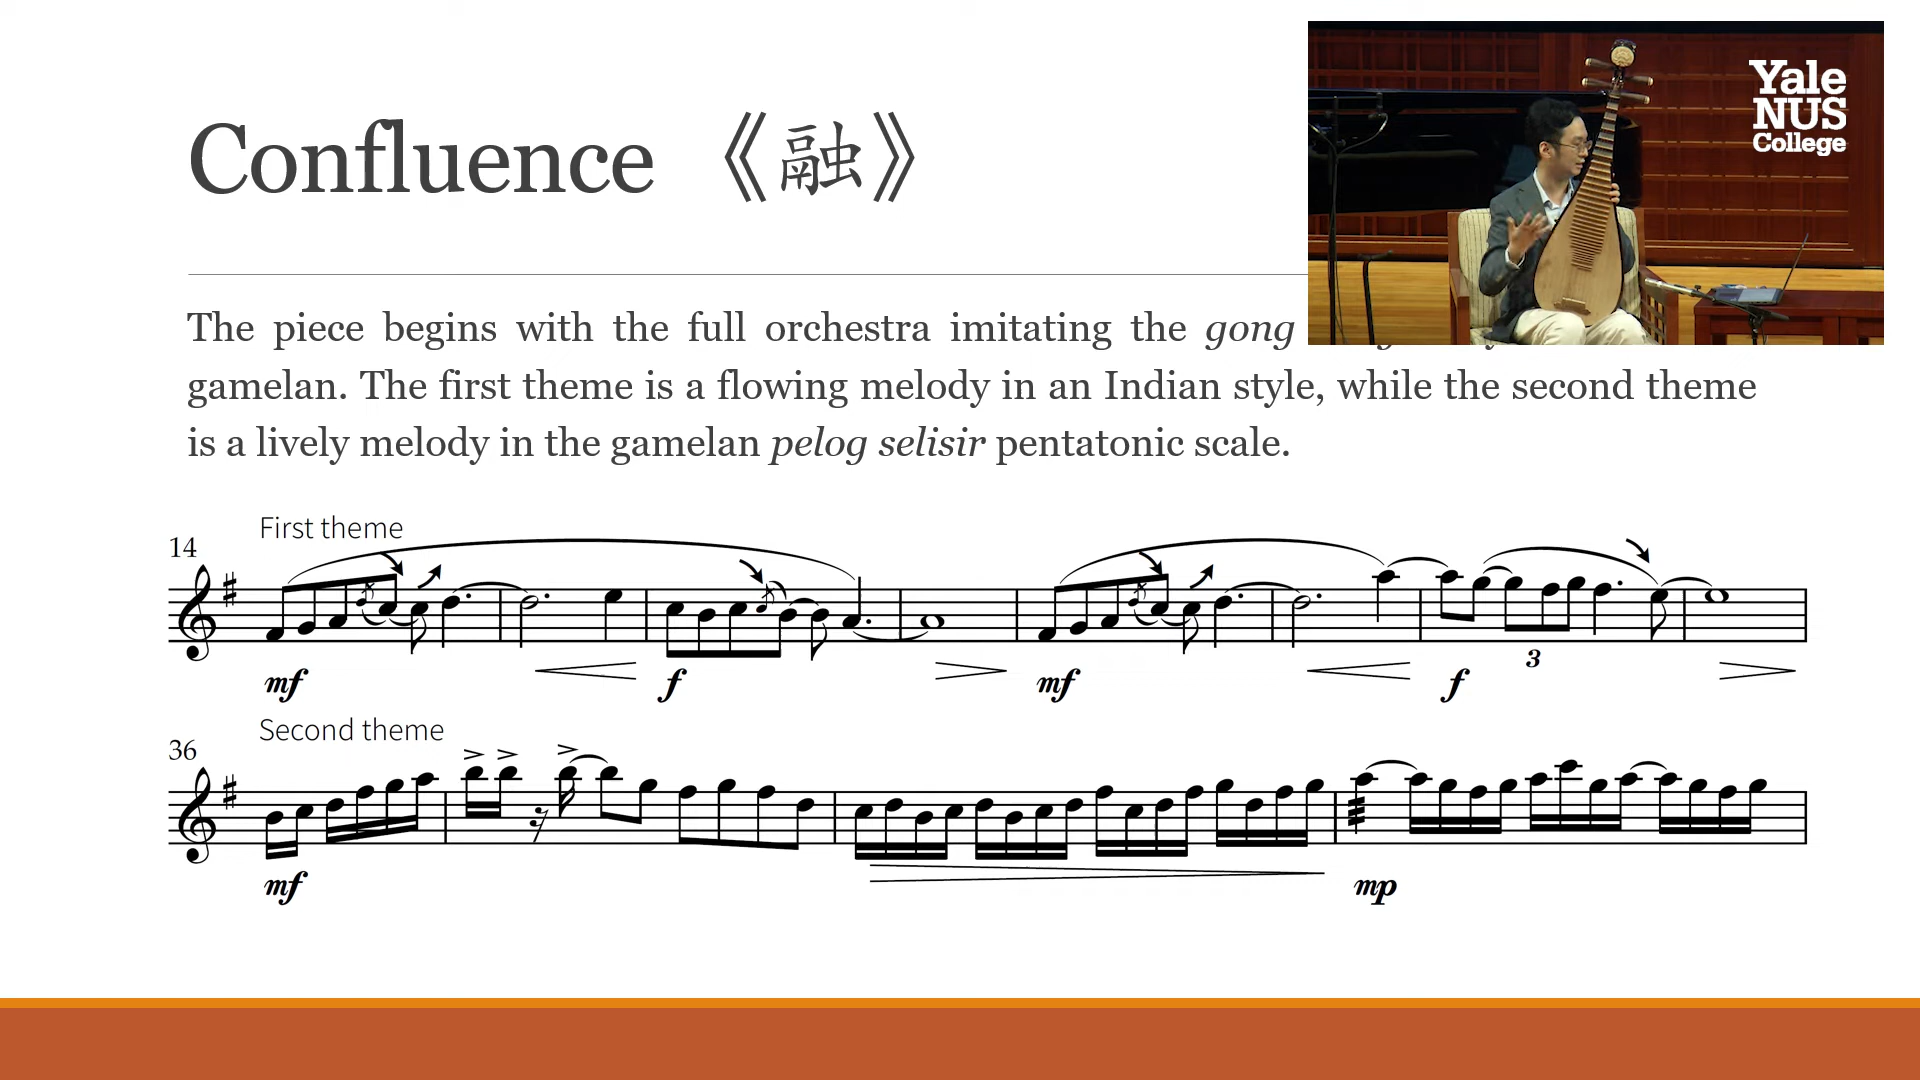 Confluence 《融》
Yale
NUS
College
The piece begins with the full orchestra imitating the gong
gamelan. The first theme is a flowing melody in an Indian style, while the second theme
is a lively melody in the gamelan pelog selisir pentatonic scale.
First theme
14
mf f mf f
3
Second theme
36
mf mp